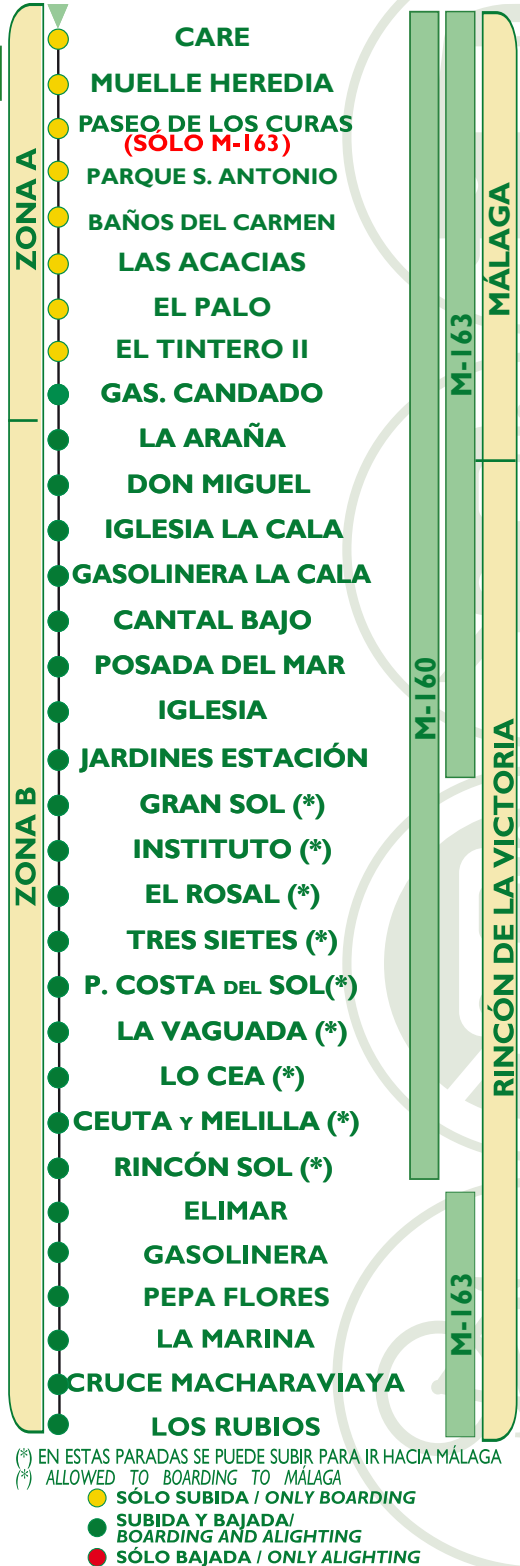 CARE
MUELLE HEREDIA
PASEO DE LOS CURAS
(SÓLO M-163)
PARQUE S. ANTONIO
BAÑOS DEL CARMEN
LAS ACACIAS
EL PALO
EL TINTERO II
GAS. CANDADO
LA ARAÑA
DON MIGUEL
IGLESIA LA CALA
GASOLINERA LA CALA
CANTAL BAJO
POSADA DEL MAR
IGLESIA
JARDINES ESTACIÓN
GRAN SOL (*)
INSTITUTO (*)
EL ROSAL (*)
TRES SIETES (*)
P. COSTA DEL SOL(*)
LA VAGUADA (*)
LO CEA (*)
CEUTA Y MELILLA (*)
RINCÓN SOL (*)
ELIMAR
GASOLINERA
PEPA FLORES
LA MARINA
CRUCE MACHARAVIAYA
LOS RUBIOS
ZONA A
ZONA B
M-160
M-163
M-163
MÁLAGA
RINCÓN DE LA VICTORIA
(*) EN ESTAS PARADAS SE PUEDE SUBIR PARA IR HACIA MÁLAGA
(*) ALLOWED TO BOARDING TO MÁLAGA
SÓLO SUBIDA / ONLY BOARDING
SUBIDA Y BAJADA/
BOARDING AND ALIGHTING
SÓLO BAJADA / ONLY ALIGHTING